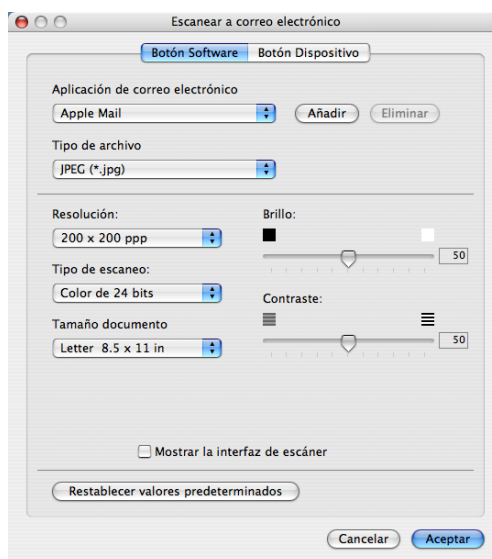 Escanear a correo electrónico
Botón Software Botón Dispositivo
Aplicación de correo electrónico
Apple Mail Añadir Eliminar
Tipo de archivo
JPEG (*.jpg)
Resolución: Brillo:
200 x 200 ppp 50
Tipo de escaneo:
Color de 24 bits Contraste:
Tamaño documento
Letter 8.5 x 11 in 50
Mostrar la interfaz de escáner
Restablecer valores predeterminados
Cancelar Aceptar